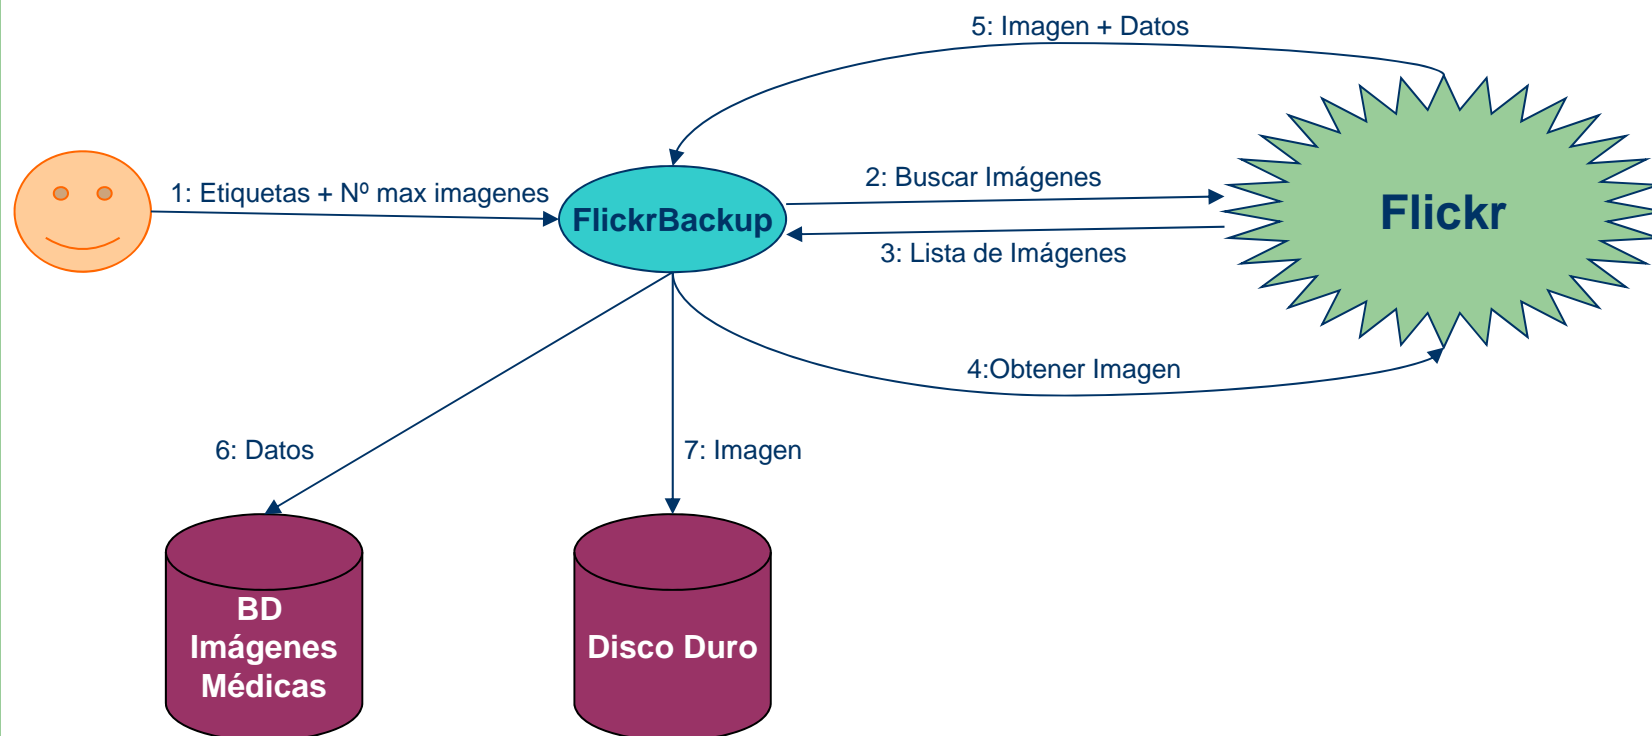 5: Imagen + Datos
1: Etiquetas + Nº max imagenes
2: Buscar Imágenes
FlickrBackup
Flickr
3: Lista de Imágenes
4:Obtener Imagen
6: Datos
7: Imagen
BD
Imágenes
Médicas
Disco Duro